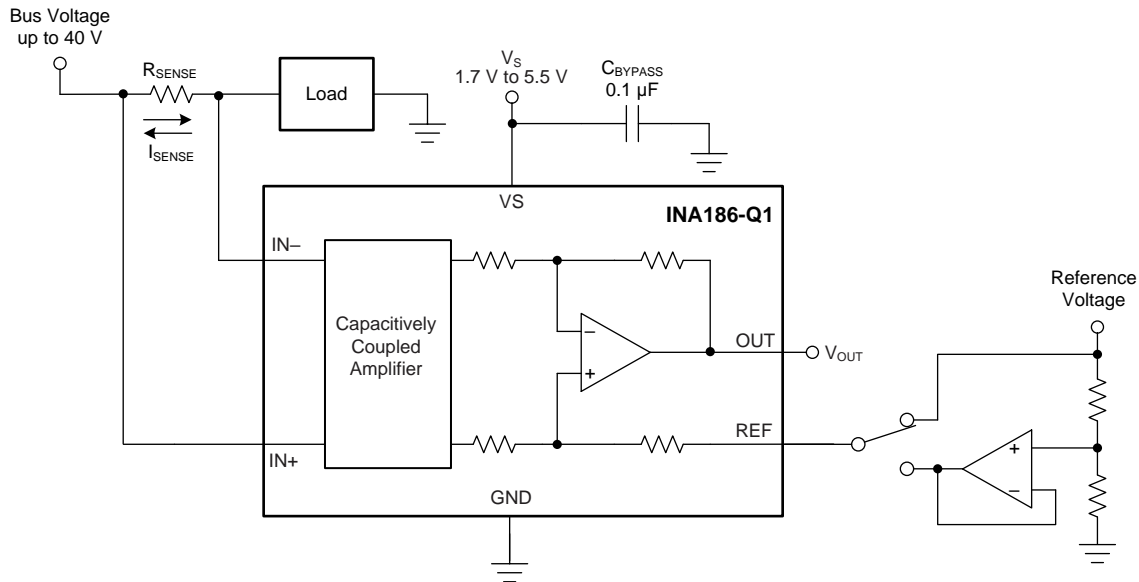 Bus Voltage
up to 40 V
RSENSE
ISENSE
Load
VS
1.7 V to 5.5 V
CBYPASS
0.1 µF
VS
INA186-Q1
IN–
Capacitively
Coupled
Amplifier
IN+
–
+
OUT
VOUT
REF
GND
Reference
Voltage
+
–